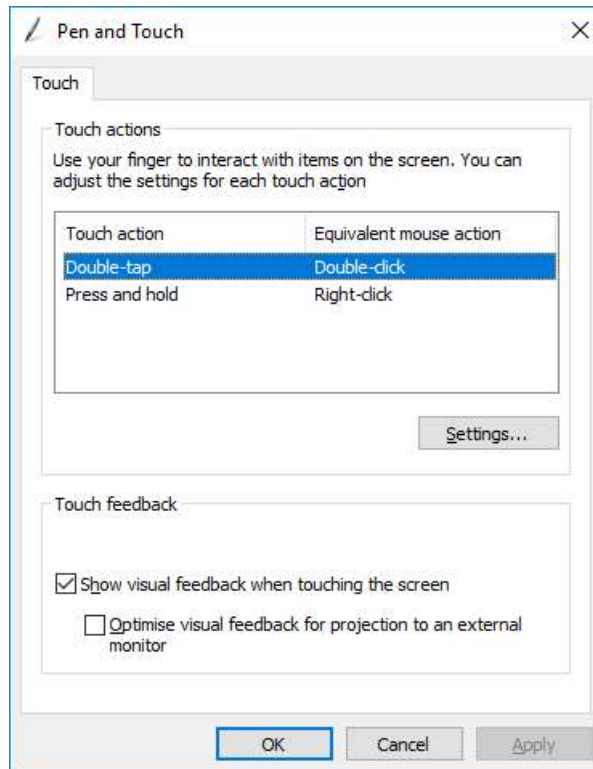 Pen and Touch
Touch
Touch actions
Use your finger to interact with items on the screen. You can
adjust the settings for each touch action
Touch action Equivalent mouse action
Double-tap Double-click
Press and hold Right-click
Settings...
Touch feedback
Show visual feedback when touching the screen
Optimise visual feedback for projection to an external
monitor
OK Cancel Apply